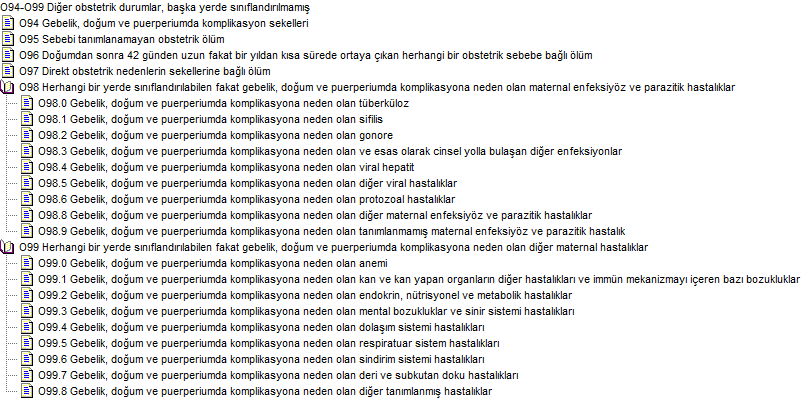 O94-O99 Diğer obstetrik durumlar, başka yerde sınıflandırılmamış
O94 Gebelik, doğum ve puerperiumda komplikasyon sekelleri
O95 Sebebi tanımlanamayan obstetrik ölüm
O96 Doğumdan sonra 42 günden uzun fakat bir yıldan kısa sürede ortaya çıkan herhangi bir obstetrik sebebe bağlı ölüm
O97 Direkt obstetrik nedenlerin sekellerine bağlı ölüm
O98 Herhangi bir yerde sınıflandırılabilen fakat gebelik, doğum ve puerperiumda komplikasyona neden olan maternal enfeksiyöz ve parazitik hastalıklar
O98.0 Gebelik, doğum ve puerperiumda komplikasyona neden olan tüberküloz
O98.1 Gebelik, doğum ve puerperiumda komplikasyona neden olan sifilis
O98.2 Gebelik, doğum ve puerperiumda komplikasyona neden olan gonore
O98.3 Gebelik, doğum ve puerperiumda komplikasyona neden olan ve esas olarak cinsel yolla bulaşan diğer enfeksiyonlar
O98.4 Gebelik, doğum ve puerperiumda komplikasyona neden olan viral hepatit
O98.5 Gebelik, doğum ve puerperiumda komplikasyona neden olan diğer viral hastalıklar
O98.6 Gebelik, doğum ve puerperiumda komplikasyona neden olan protozoal hastalıklar
O98.8 Gebelik, doğum ve puerperiumda komplikasyona neden olan diğer maternal enfeksiyöz ve parazitik hastalıklar
O98.9 Gebelik, doğum ve puerperiumda komplikasyona neden olan tanımlanmamış maternal enfeksiyöz ve parazitik hastalık
O99 Herhangi bir yerde sınıflandırılabilen fakat gebelik, doğum ve puerperiumda komplikasyona neden olan diğer maternal hastalıklar
O99.0 Gebelik, doğum ve puerperiumda komplikasyona neden olan anemi
O99.1 Gebelik, doğum ve puerperiumda komplikasyona neden olan kan ve kan yapan organların diğer hastalıkları ve immün mekanizmayı içeren bazı bozukluklar
O99.2 Gebelik, doğum ve puerperiumda komplikasyona neden olan endokrin, nütrisyonel ve metabolik hastalıklar
O99.3 Gebelik, doğum ve puerperiumda komplikasyona neden olan mental bozukluklar ve sinir sistemi hastalıkları
O99.4 Gebelik, doğum ve puerperiumda komplikasyona neden olan dolaşım sistemi hastalıkları
O99.5 Gebelik, doğum ve puerperiumda komplikasyona neden olan respiratuar sistem hastalıkları
O99.6 Gebelik, doğum ve puerperiumda komplikasyona neden olan sindirim sistemi hastalıkları
O99.7 Gebelik, doğum ve puerperiumda komplikasyona neden olan deri ve subkutan doku hastalıkları
O99.8 Gebelik, doğum ve puerperiumda komplikasyona neden olan diğer tanımlanmış hastalıklar